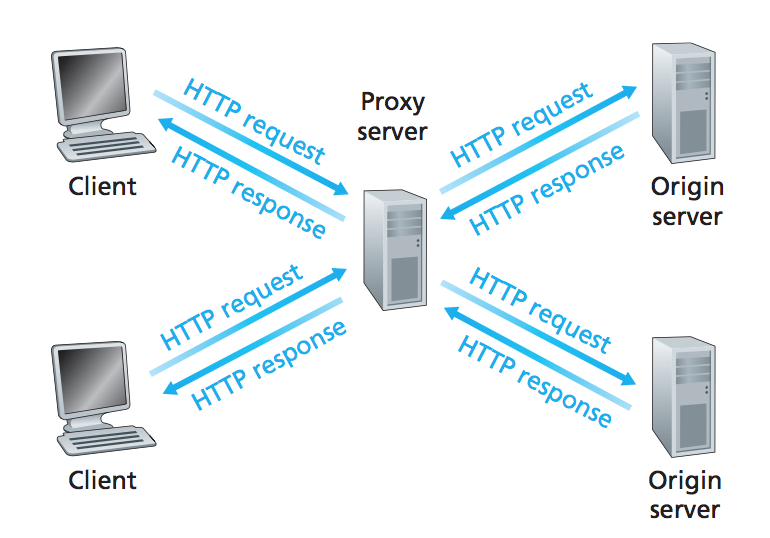 HTTP request
HTTP response
Client
Proxy
server
HTTP request
HTTP response
Origin
server
HTTP request
HTTP response
Client
HTTP request
HTTP response
Origin
server